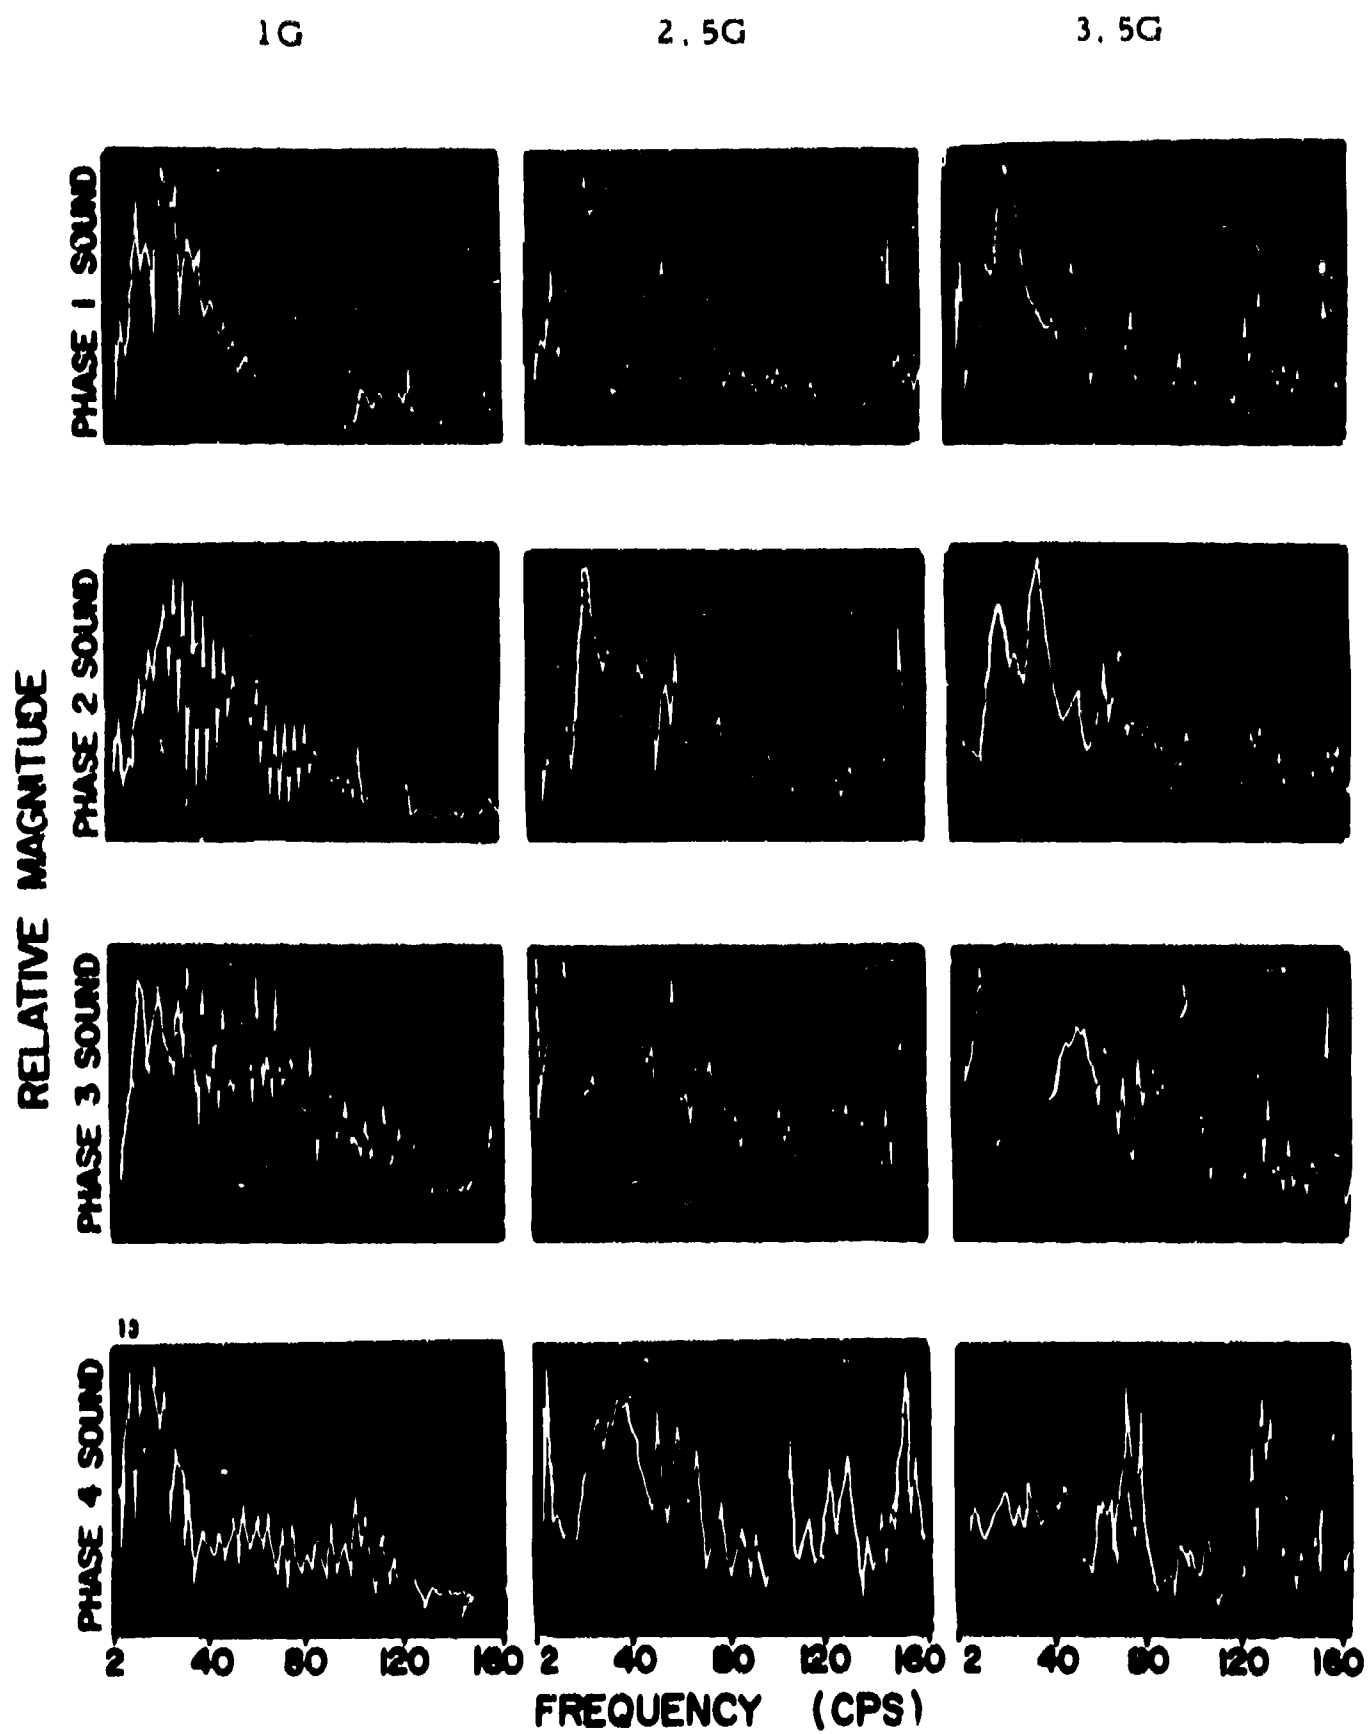 1G 2.5G 3.5G
RELATIVE MAGNITUDE
PHASE 1 SOUND
PHASE 2 SOUND
PHASE 3 SOUND
PHASE 4 SOUND
2 40 80 120 160 2 40 80 120 160 2 40 80 120 160
FREQUENCY (CPS)